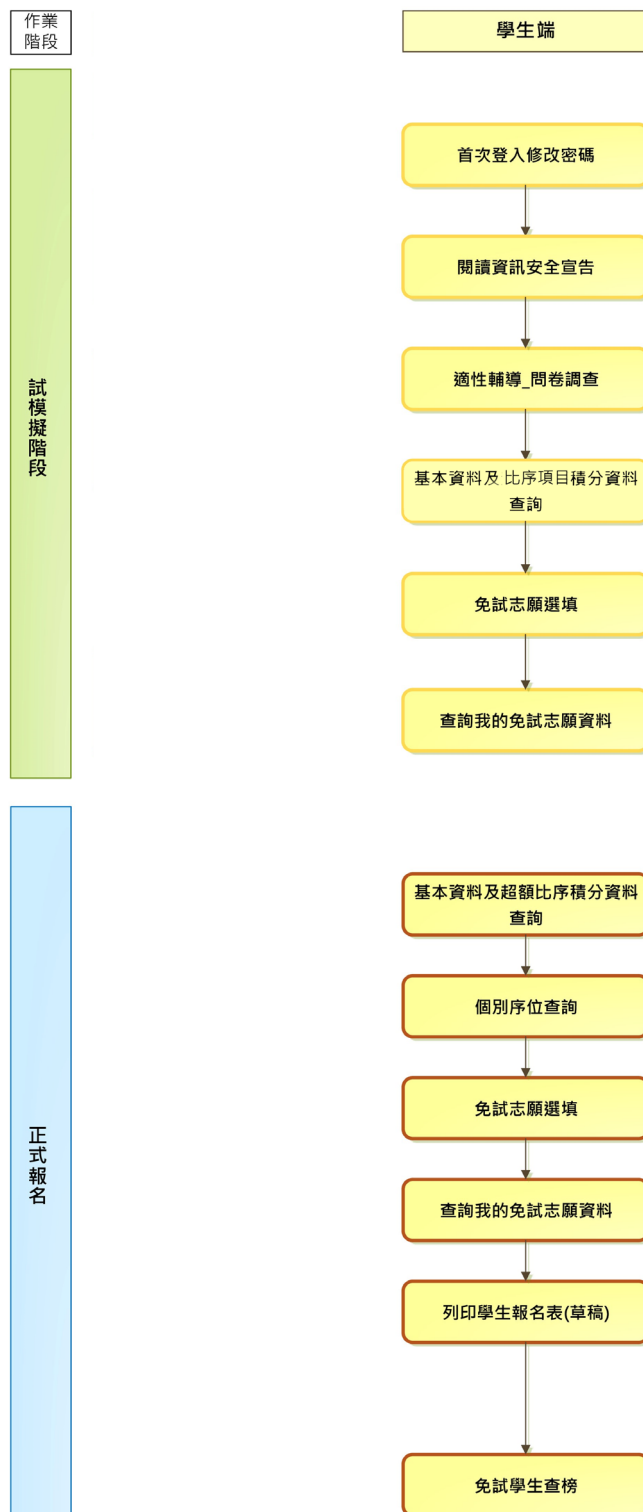 作業
階段
學生端
試模擬階段
首次登入修改密碼
閱讀資訊安全宣告
適性輔導_問卷調查
基本資料及 比序項目積分資料
查詢
免試志願選填
查詢我的免試志願資料
正式報名
基本資料及超額比序積分資料
查詢
個別序位查詢
免試志願選填
查詢我的免試志願資料
列印學生報名表(草稿)
免試學生查榜